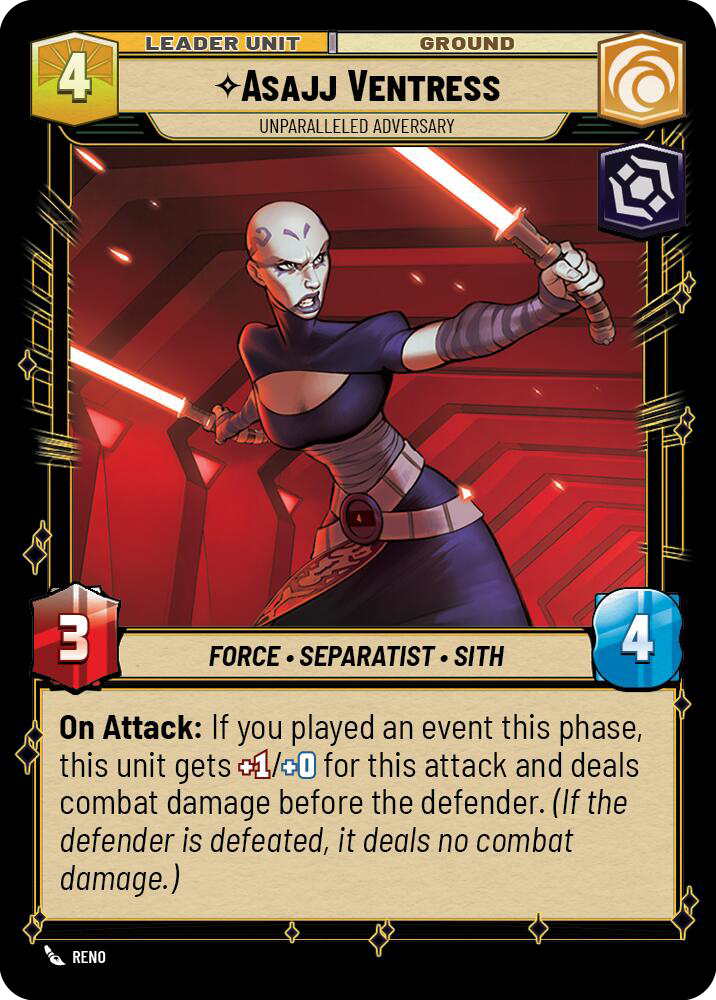 LEADER UNIT
GROUND
4
ASAJJ VENTRESS
UNPARALLELED ADVERSARY
3
FORCE • SEPARATIST • SITH
4
On Attack: If you played an event this phase,
this unit gets +1/+0 for this attack and deals
combat damage before the defender. (If the
defender is defeated, it deals no combat
damage.)
RENO